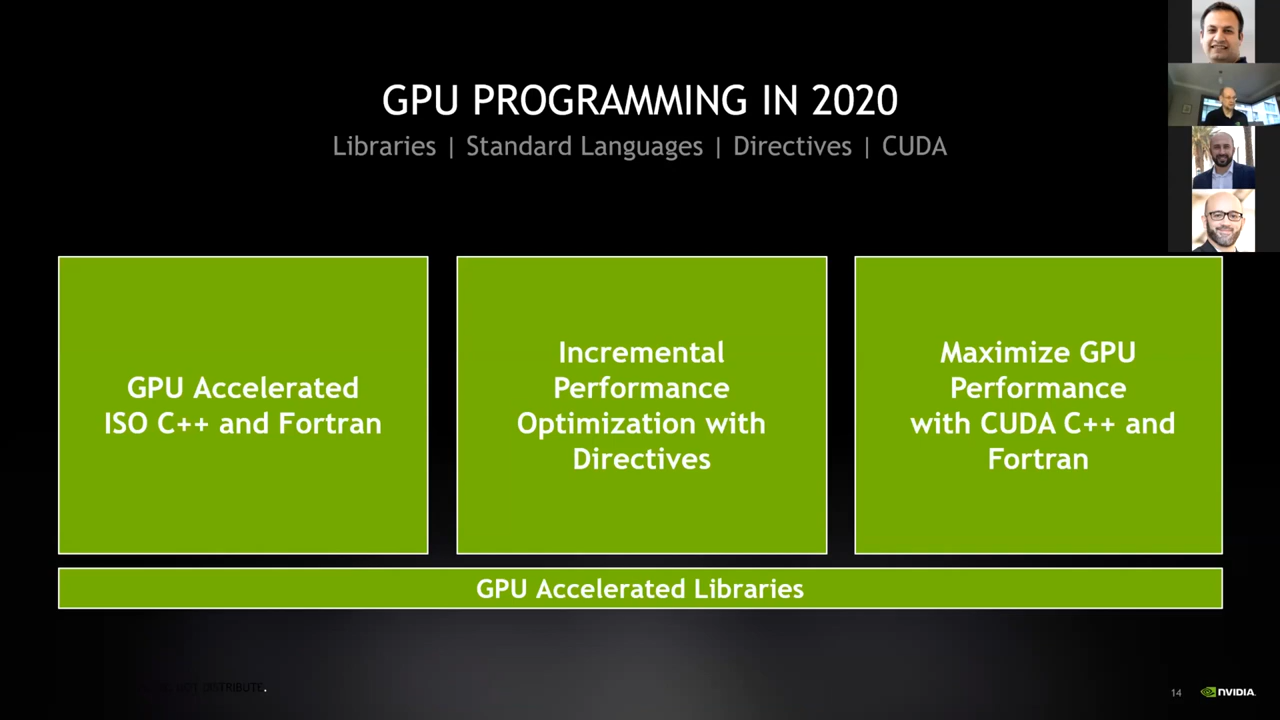 GPU PROGRAMMING IN 2020
Libraries | Standard Languages | Directives | CUDA
GPU Accelerated
ISO C++ and Fortran
Incremental
Performance
Optimization with
Directives
Maximize GPU
Performance
with CUDA C++ and
Fortran
GPU Accelerated Libraries
DISTRIBUTE.
14
NVIDIA.